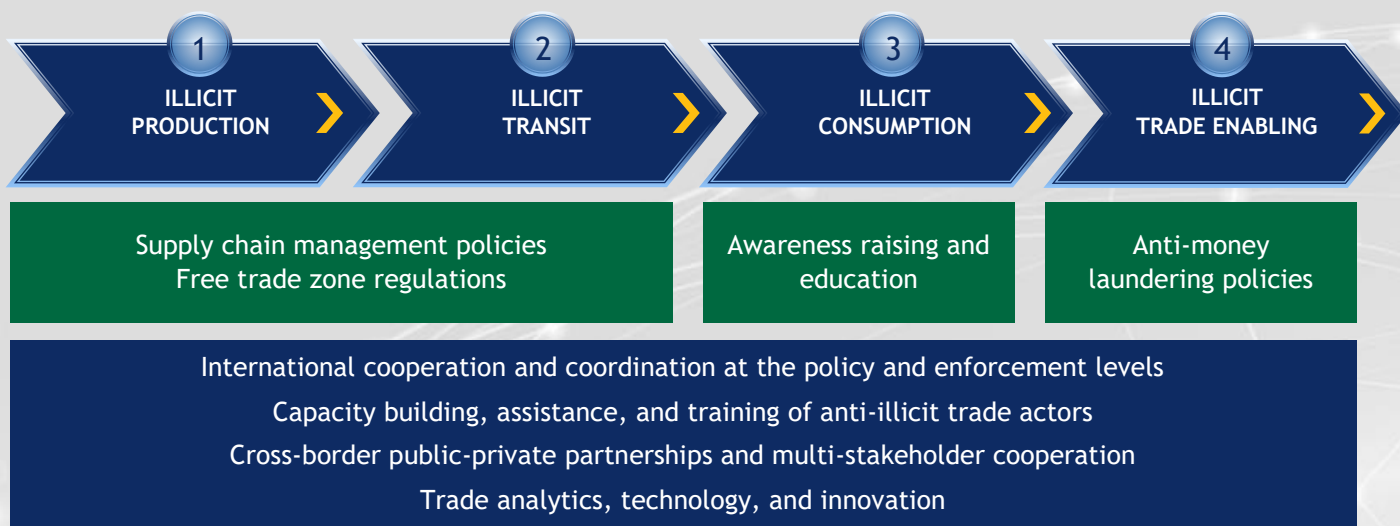 1
ILLICIT
PRODUCTION
2
ILLICIT
TRANSIT
3
ILLICIT
CONSUMPTION
4
ILLICIT
TRADE ENABLING
Supply chain management policies
Free trade zone regulations
Awareness raising and
education
Anti-money
laundering policies
International cooperation and coordination at the policy and enforcement levels
Capacity building, assistance, and training of anti-illicit trade actors
Cross-border public-private partnerships and multi-stakeholder cooperation
Trade analytics, technology, and innovation